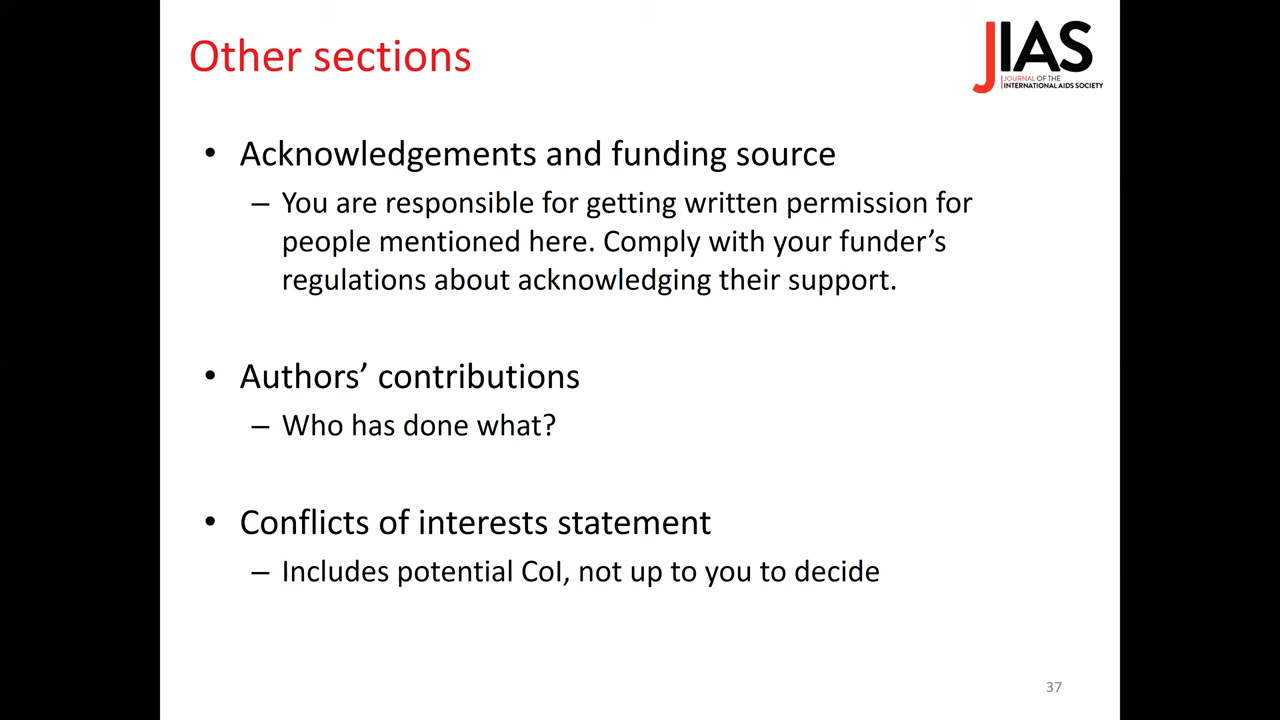 Other sections
JIAS
JOURNAL OF THE
INTERNATIONAL AIDS SOCIETY
• Acknowledgements and funding source
– You are responsible for getting written permission for
people mentioned here. Comply with your funder’s
regulations about acknowledging their support.
• Authors’ contributions
– Who has done what?
• Conflicts of interests statement
– Includes potential CoI, not up to you to decide
37